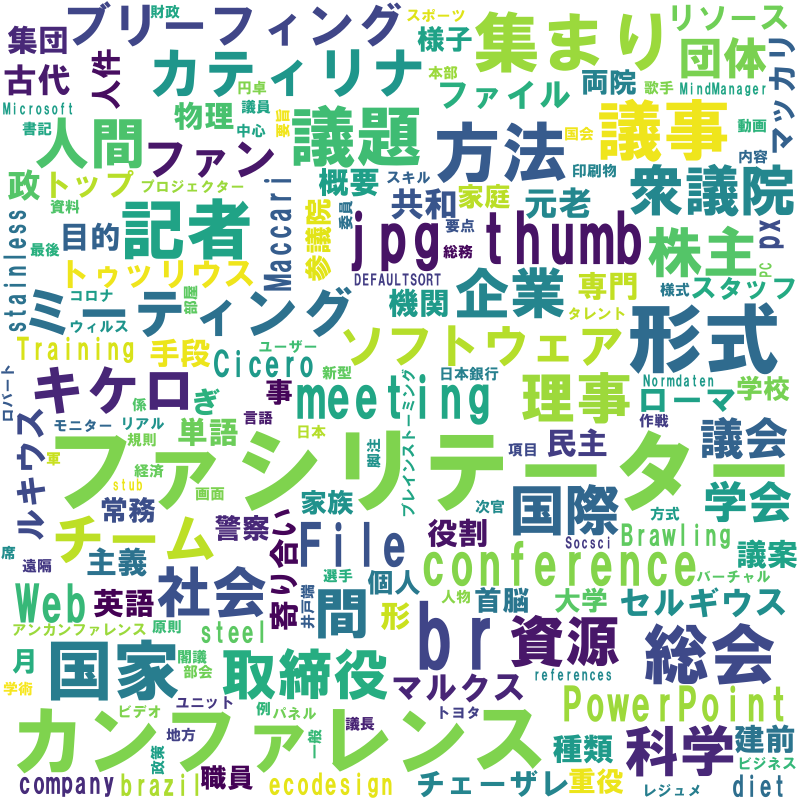 財政
スポーツ
ブリーフィング
集まり
リソース
集団
人件
様子
団体
古代
カティリナ
本部
両院
歌手
マッカリ
Microsoft
円卓
議員
ファイル
MindManager
物理
書記
中心
要旨
議題
方法
国会
議事
動画
人間
ファン
内容
政
トップ
プロジェクター
概要
スキル
家庭
印刷物
衆議院
資料
Maccari
共和
元老
px
stainless
目的
記者
参議院
委員
jpg
要点
thumb
株主
最後
総務
トゥッリウス
DEFAULTSORT
PC
コロナ
部屋
機関
企業
専門
様式
スタッフ
ミーティング
ウィルス
ユーザー
タレント
形式
Training
手段
Cicero
ソフトウェア
ロバート
新型
日本銀行
Normdaten
学校
キケロ
係
ぎ
事
meeting
理事
ローマ
ルキウス
モニター
リアル
単語
規則
言語
日本
脚注
ブレインストーミング
項目
民主
作戦
議会
軍
ファシリテーター
経済
stub
画面
家族
次官
国際
方式
学会
常務
チーム
警察
寄り合い
File
役割
Socsci
Brawling
席
遠隔
主義
conference
議案
選手
個人
バーチャル
Web
英語
社会
井戸端
間
形
人物
首脳
大学
セルギウス
アンカンファレンス
原則
steel
br
資源
総会
月
国家
閣議
部会
取締役
references
学術
マルクス
PowerPoint
ユニット
ビデオ
例
パネル
トヨタ
カンファレンス
地方
一般
議長
種類
科学
建前
政策
ビジネス
company
brazil
職員
ecodesign
チェーザレ
重役
レジュメ
diet